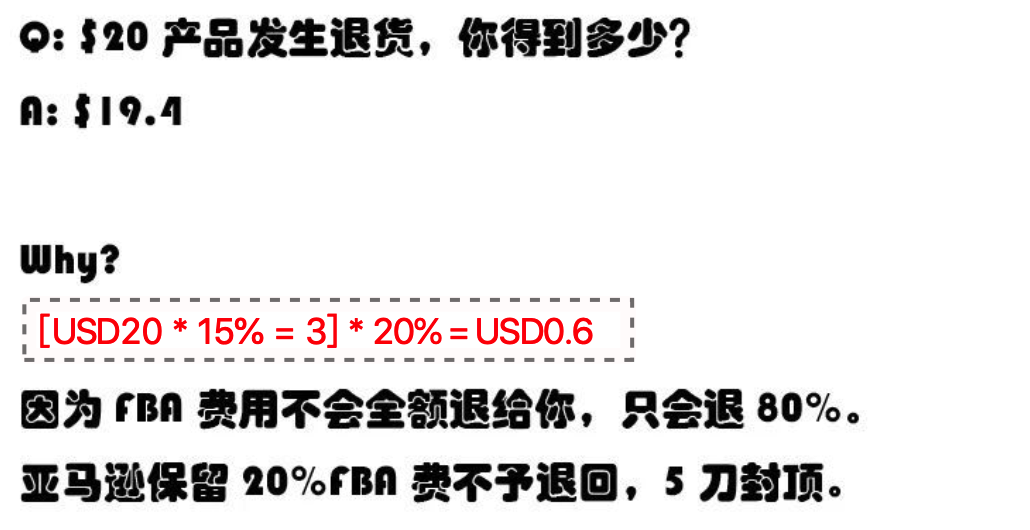 Q: $20 产品发生退货，你得到多少?
A: $19.4
Why?
[USD20 * 15% = 3] * 20% = USD0.6
因为 FBA 费用不会全额退给你，只会退 80%。
亚马逊保留 20%FBA 费不予退回，5 刀封顶。